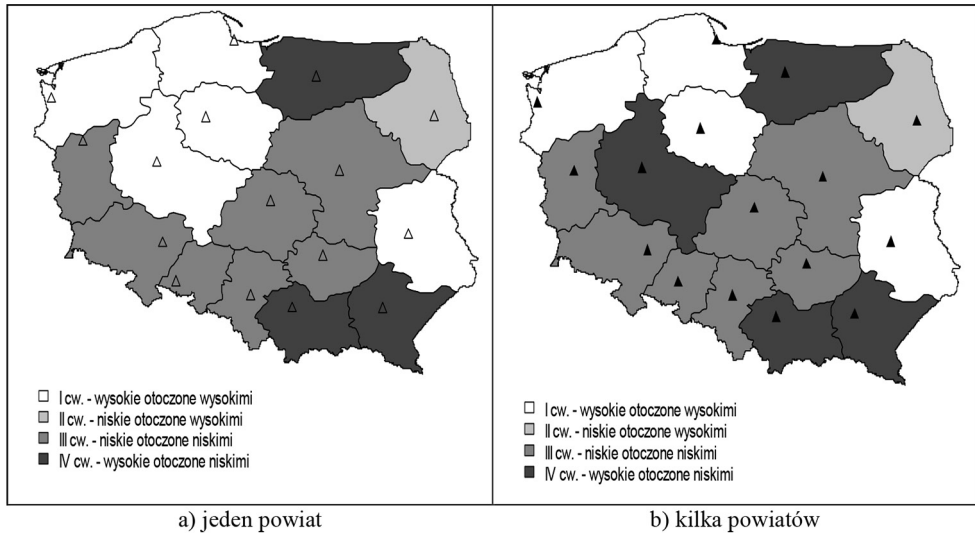 I cw. - wysokie otoczone wysokimi
II cw. - niskie otoczone wysokimi
III cw. - niskie otoczone niskimi
IV cw. - wysokie otoczone niskimi
a) jeden powiat
I cw. - wysokie otoczone wysokimi
II cw. - niskie otoczone wysokimi
III cw. - niskie otoczone niskimi
IV cw. - wysokie otoczone niskimi
b) kilka powiatów